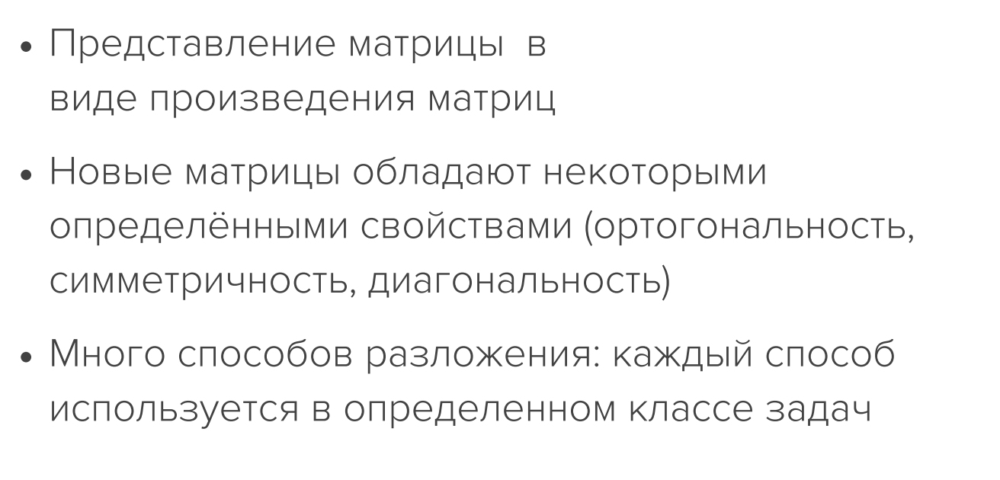 • Представление матрицы  в
виде произведения матриц
• Новые матрицы обладают некоторыми
определёнными свойствами (ортогональность,
симметричность, диагональность)
• Много способов разложения: каждый способ
используется в определенном классе задач